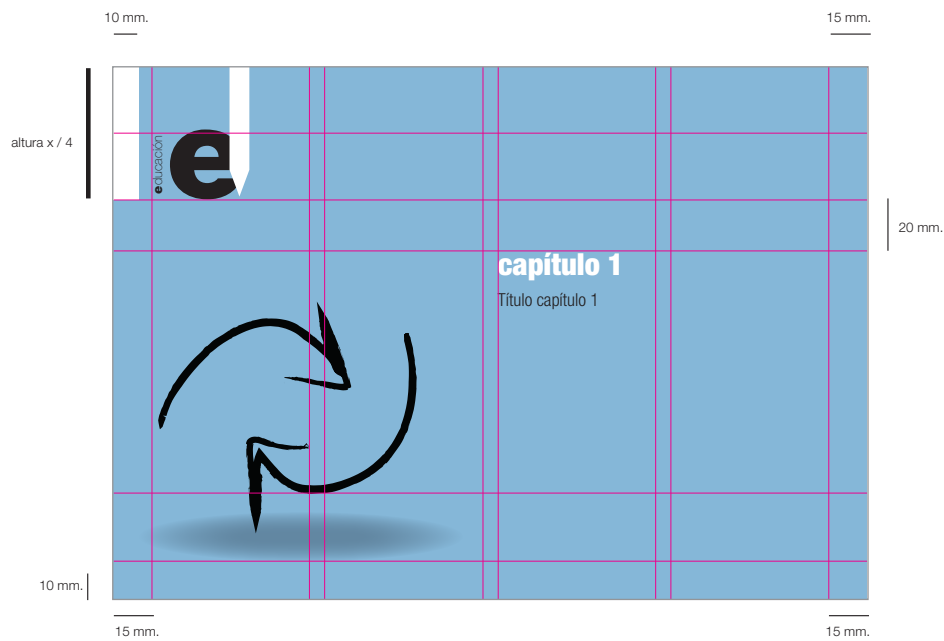 10 mm.
15 mm.
altura x / 4
educación
e
20 mm.
capítulo 1
Título capítulo 1
10 mm.
15 mm.
15 mm.